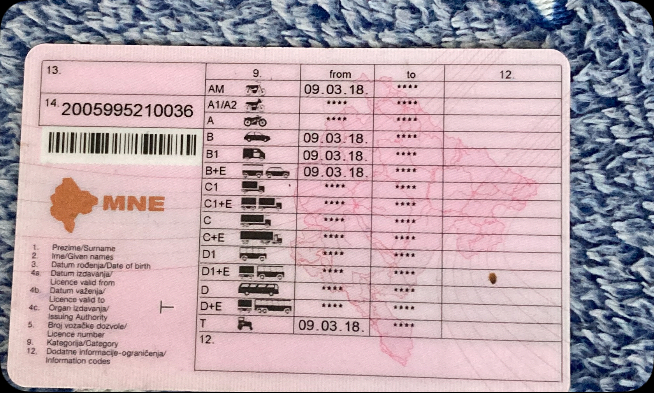 13.
14. 2005995210036
MNE
1. Prezime/Surname
2. Ime/Given names
3. Datum rođenja/Date of birth
4a. Datum izdavanja/
Licence valid from
4b. Datum važenja/
Licence valid to
4c. Organ izdavanja/
Issuing Authority
5. Broj vozačke dozvole/
Licence number
9. Kategorija/Category
12. Dodatne informacije-ograničenja/
Information codes
9. from to 12.
AM 09.03.18. ****
A1/A2 **** ****
A **** ****
B 09.03.18. ****
B1 09.03.18. ****
B+E 09.03.18. ****
C1 **** ****
C1+E **** ****
C **** ****
C+E **** ****
D1 **** ****
D1+E **** ****
D **** ****
D+E **** ****
T 09.03.18. ****
12.